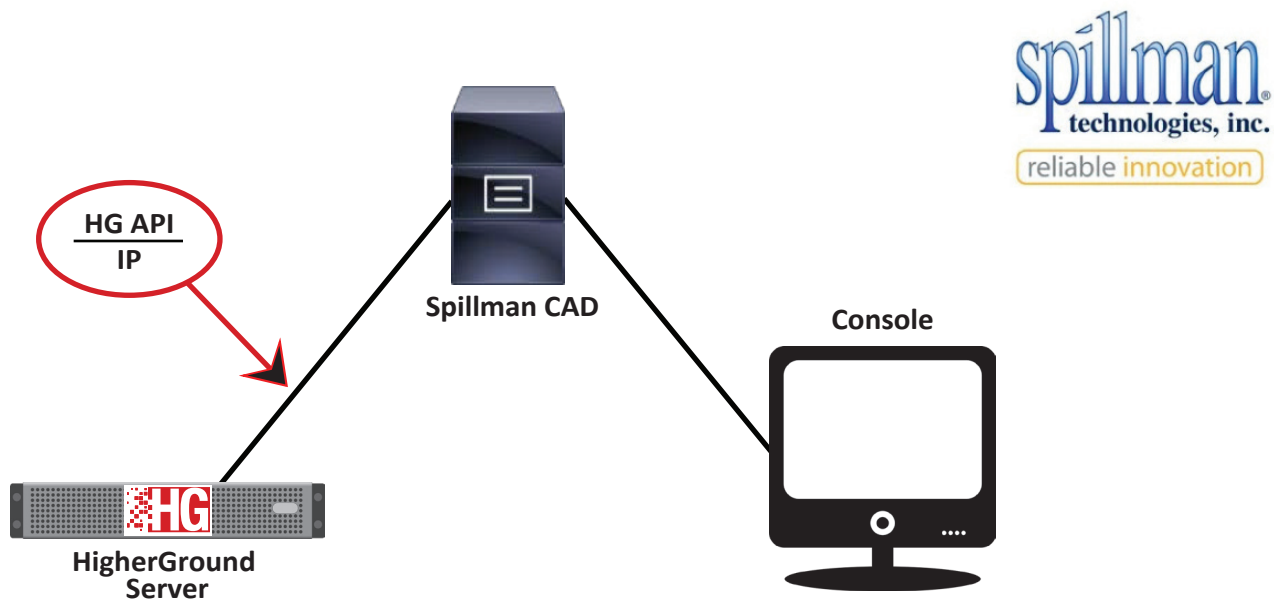 spillman®
technologies, inc.
reliable innovation
HG API
IP
Spillman CAD
Console
HG
HigherGround
Server